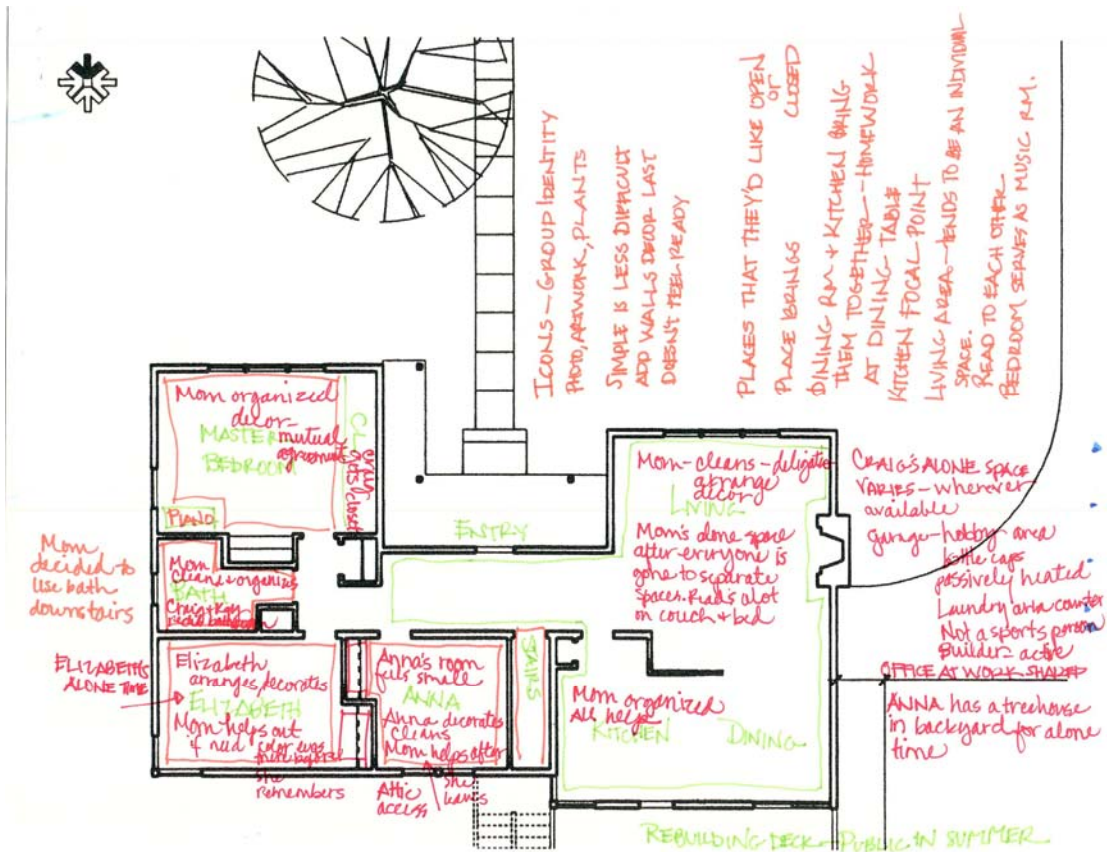 ICONS - GROUP IDENTITY
PHOTO, ARTWORK, PLANTS
SIMPLE IS LESS DIFFICULT
ADD WALLS DECOR LAST
DOESN'T FEEL READY
PLACES THAT THEY'D LIKE OPEN
or
CLOSED
PLACE BRINGS
DINING RM + KITCHEN BRING
THEM TOGETHER - HOMEWORK
AT DINING TABLE
KITCHEN FOCAL POINT
LIVING AREA - TENDS TO BE AN INDIVIDUAL
SPACE.
READ TO EACH OTHER
BEDROOM SERVES AS MUSIC RM.
Mom organized
decor-
mutual
agreement
MASTER
BEDROOM
closet
PIANO
Mom
decided to
use bath
downstairs
Mom
cleans + organizes
BATH
Craig + Kay
ENTRY
Mom - cleans -
arrange
decor
LIVING
Mom's alone space
after everyone is
gone to separate
spaces. Reads alot
on couch + bed
CRAIG'S ALONE SPACE
VARIES - wherever
available
garage - hobby area
bottle caps
passively heated
Laundry area counter
Not a sports person
Builder - active
OFFICE AT WORK SHARED
ANNA has a treehouse
in backyard for alone
time
ELIZABETH'S
ALONE TIME
Elizabeth
arranges, decorates
ELIZABETH
Mom helps out
if need
she
remembers
Anna's room
feels small
ANNA
Anna decorates
cleans
Mom helps after
she
leaves
Attic
access
STAIRS
Mom organized
All help
KITCHEN
DINING
REBUILDING DECK - PUBLIC IN SUMMER